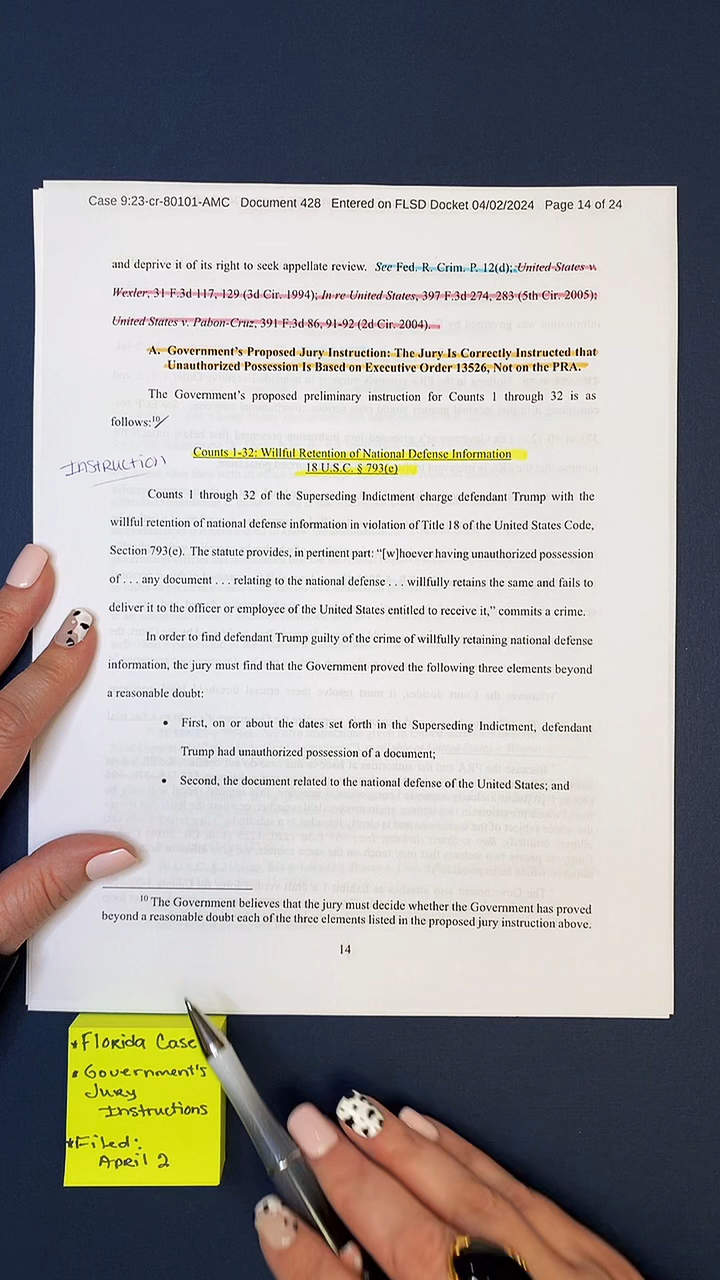 Case 9:23-cr-80101-AMC Document 428 Entered on FLSD Docket 04/02/2024 Page 14 of 24
and deprive it of its right to seek appellate review. See Fed. R. Crim. P. 12(d); United States v.
Wexler, 31 F.3d 117, 129 (3d Cir. 1994); In re United States, 397 F.3d 274, 283 (5th Cir. 2005);
United States v. Pabon-Cruz, 391 F.3d 86, 91-92 (2d Cir. 2004).
A. Government's Proposed Jury Instruction: The Jury Is Correctly Instructed that
Unauthorized Possession Is Based on Executive Order 13526, Not on the PRA.
The Government's proposed preliminary instruction for Counts 1 through 32 is as
follows:10
Instruction
Counts 1-32: Willful Retention of National Defense Information
18 U.S.C. § 793(e)
Counts 1 through 32 of the Superseding Indictment charge defendant Trump with the
willful retention of national defense information in violation of Title 18 of the United States Code,
Section 793(e). The statute provides, in pertinent part: "[w]hoever having unauthorized possession
of . . . any document . . . relating to the national defense . . . willfully retains the same and fails to
deliver it to the officer or employee of the United States entitled to receive it," commits a crime.
In order to find defendant Trump guilty of the crime of willfully retaining national defense
information, the jury must find that the Government proved the following three elements beyond
a reasonable doubt:
• First, on or about the dates set forth in the Superseding Indictment, defendant
Trump had unauthorized possession of a document;
• Second, the document related to the national defense of the United States; and
10 The Government believes that the jury must decide whether the Government has proved
beyond a reasonable doubt each of the three elements listed in the proposed jury instruction above.
14
*Florida Case
• Government's
Jury
Instructions
*Filed:
April 2